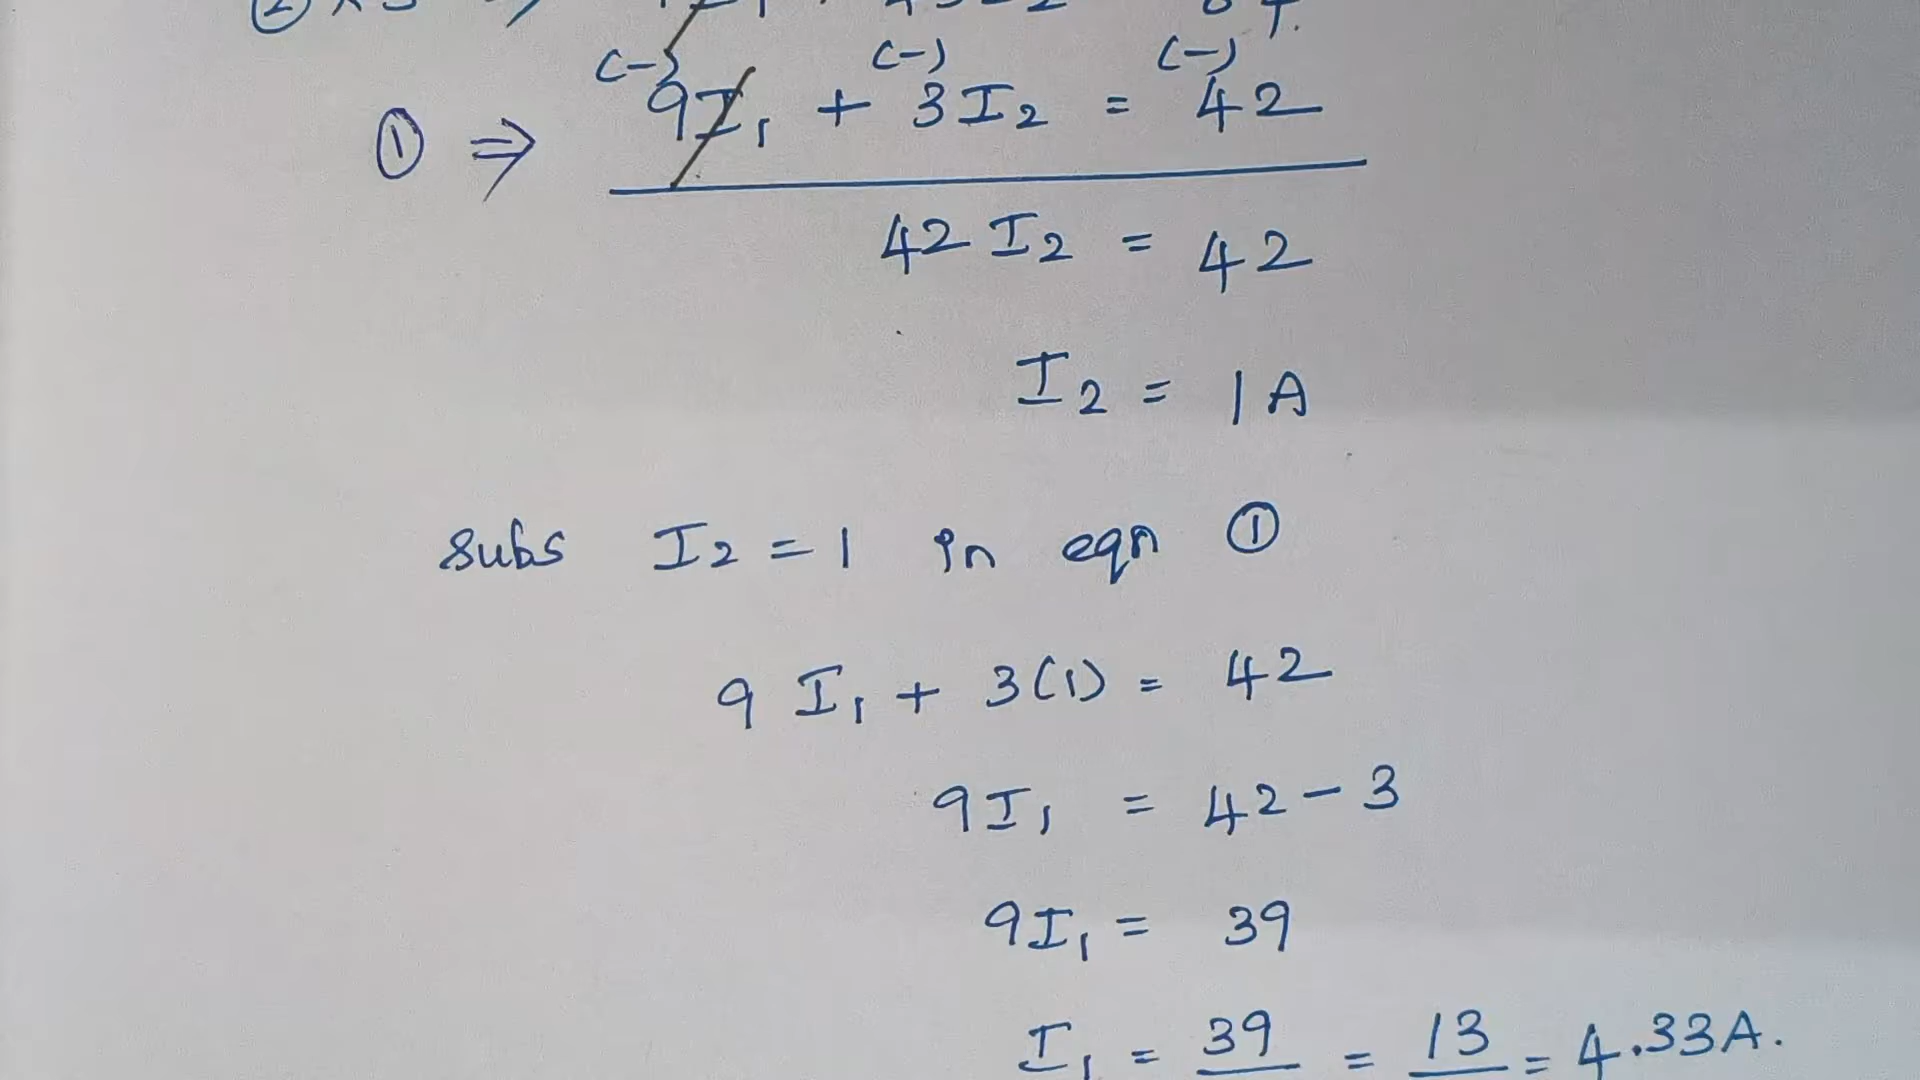 (-) (-) (-)
① ⇒ 9I₁ + 3I₂ = 42
42 I₂ = 42
I₂ = 1A
subs I₂ = 1 in eqn ①
9 I₁ + 3(1) = 42
9I₁ = 42 - 3
9I₁ = 39
I₁ = 39 = 13 = 4.33A.